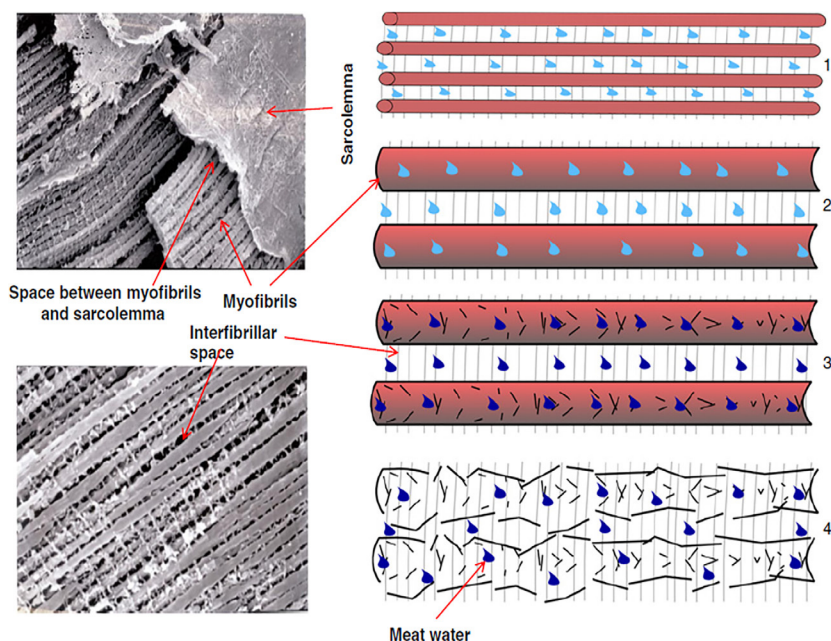 Sarcolemma
1
2
Space between myofibrils
and sarcolemma
Myofibrils
Interfibrillar
space
3
4
Meat water